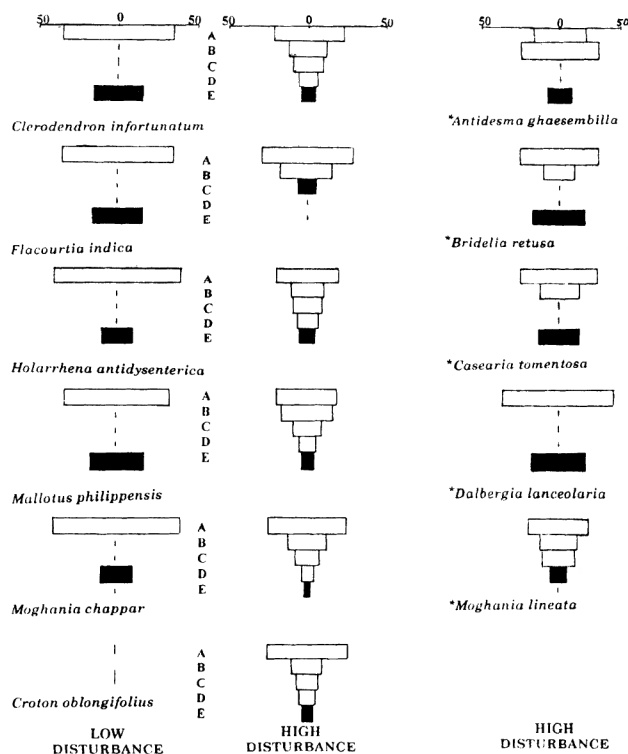 50 0 50 50 0 50 50 0 50
A
B
C
D
E
Clerodendron infortunatum
*Antidesma ghaesembilla
A
B
C
D
E
Flacourtia indica
*Bridelia retusa
A
B
C
D
E
Holarrhena antidysenterica
*Casearia tomentosa
A
B
C
D
E
Mallotus philippensis
*Dalbergia lanceolaria
A
B
C
D
E
Moghania chappar
*Moghania lineata
A
B
C
D
E
Croton oblongifolius
LOW
DISTURBANCE
HIGH
DISTURBANCE
HIGH
DISTURBANCE